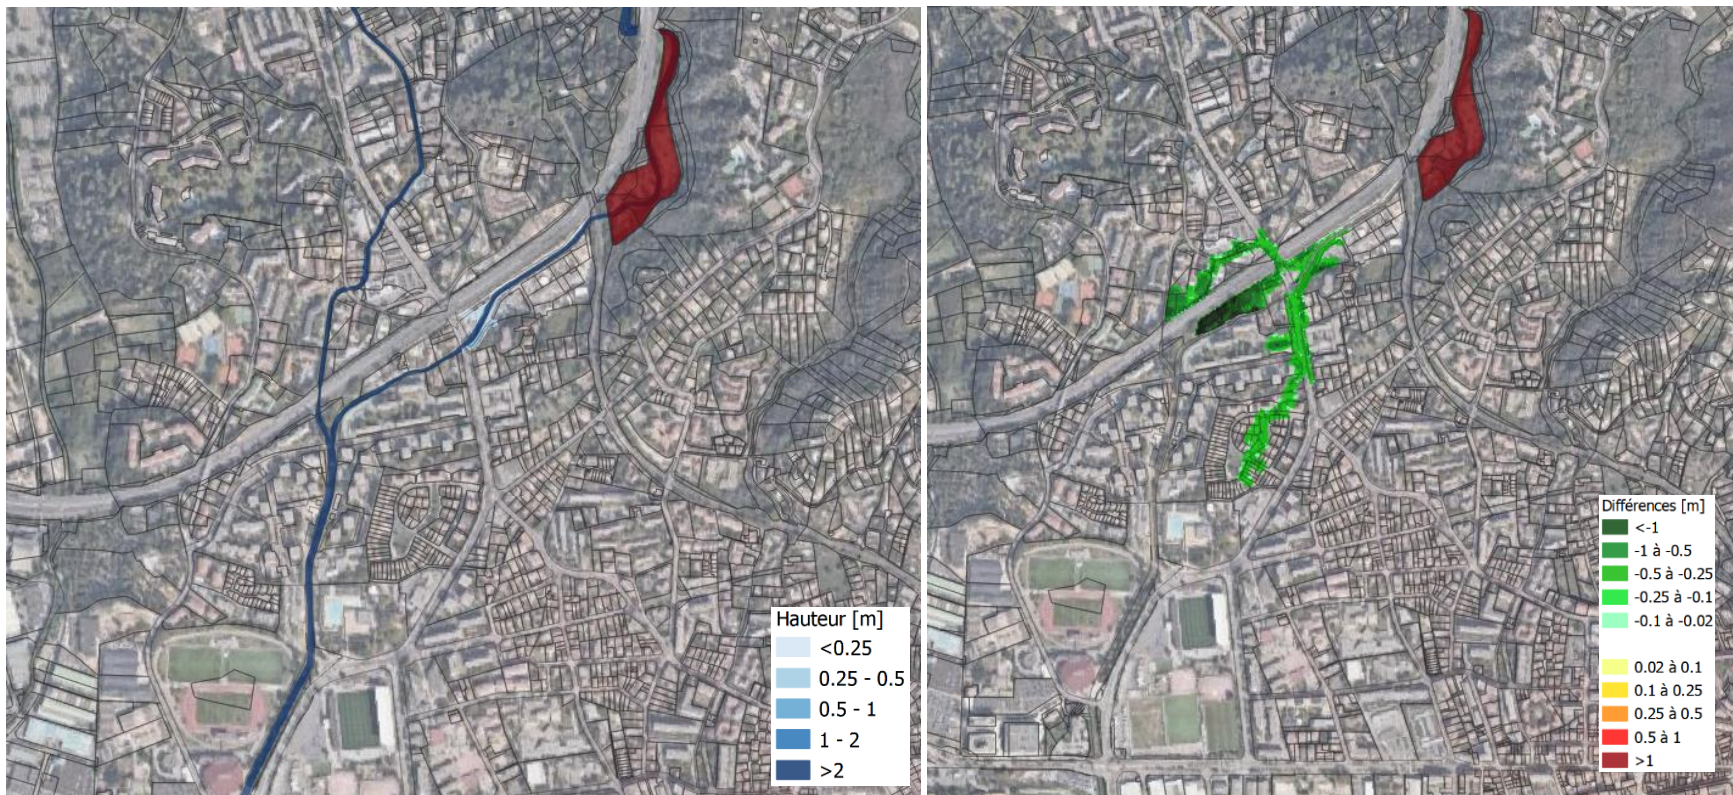 Hauteur [m]
<0.25
0.25 - 0.5
0.5 - 1
1 - 2
>2
Différences [m]
<-1
-1 à -0.5
-0.5 à -0.25
-0.25 à -0.1
-0.1 à -0.02
0.02 à 0.1
0.1 à 0.25
0.25 à 0.5
0.5 à 1
>1